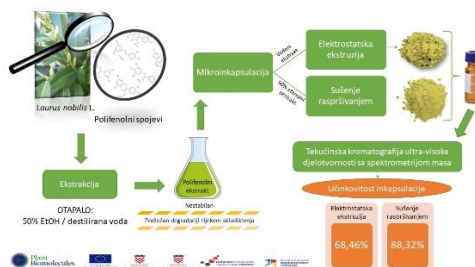 Laurus nobilis L.
Polifenolni spojevi
Ekstrakcija
OTAPALO:
50% EtOH / destilirana voda
Polifenolni
ekstrakt
Nestabilan
Podložan degradaciji tijekom skladištenja
Mikroinkapsulacija
Vodeni
ekstrakt
50% etanolni
ekstrakt
Elektrostatska
ekstruzija
Sušenje
raspršivanjem
Tekućinska kromatografija ultra-visoke
djelotvornosti sa spektrometrijom masa
Učinkovitost inkapsulacije
Elektrostatska
ekstruzija
68,46%
Sušenje
raspršivanjem
88,32%
Plant
Biomolecules